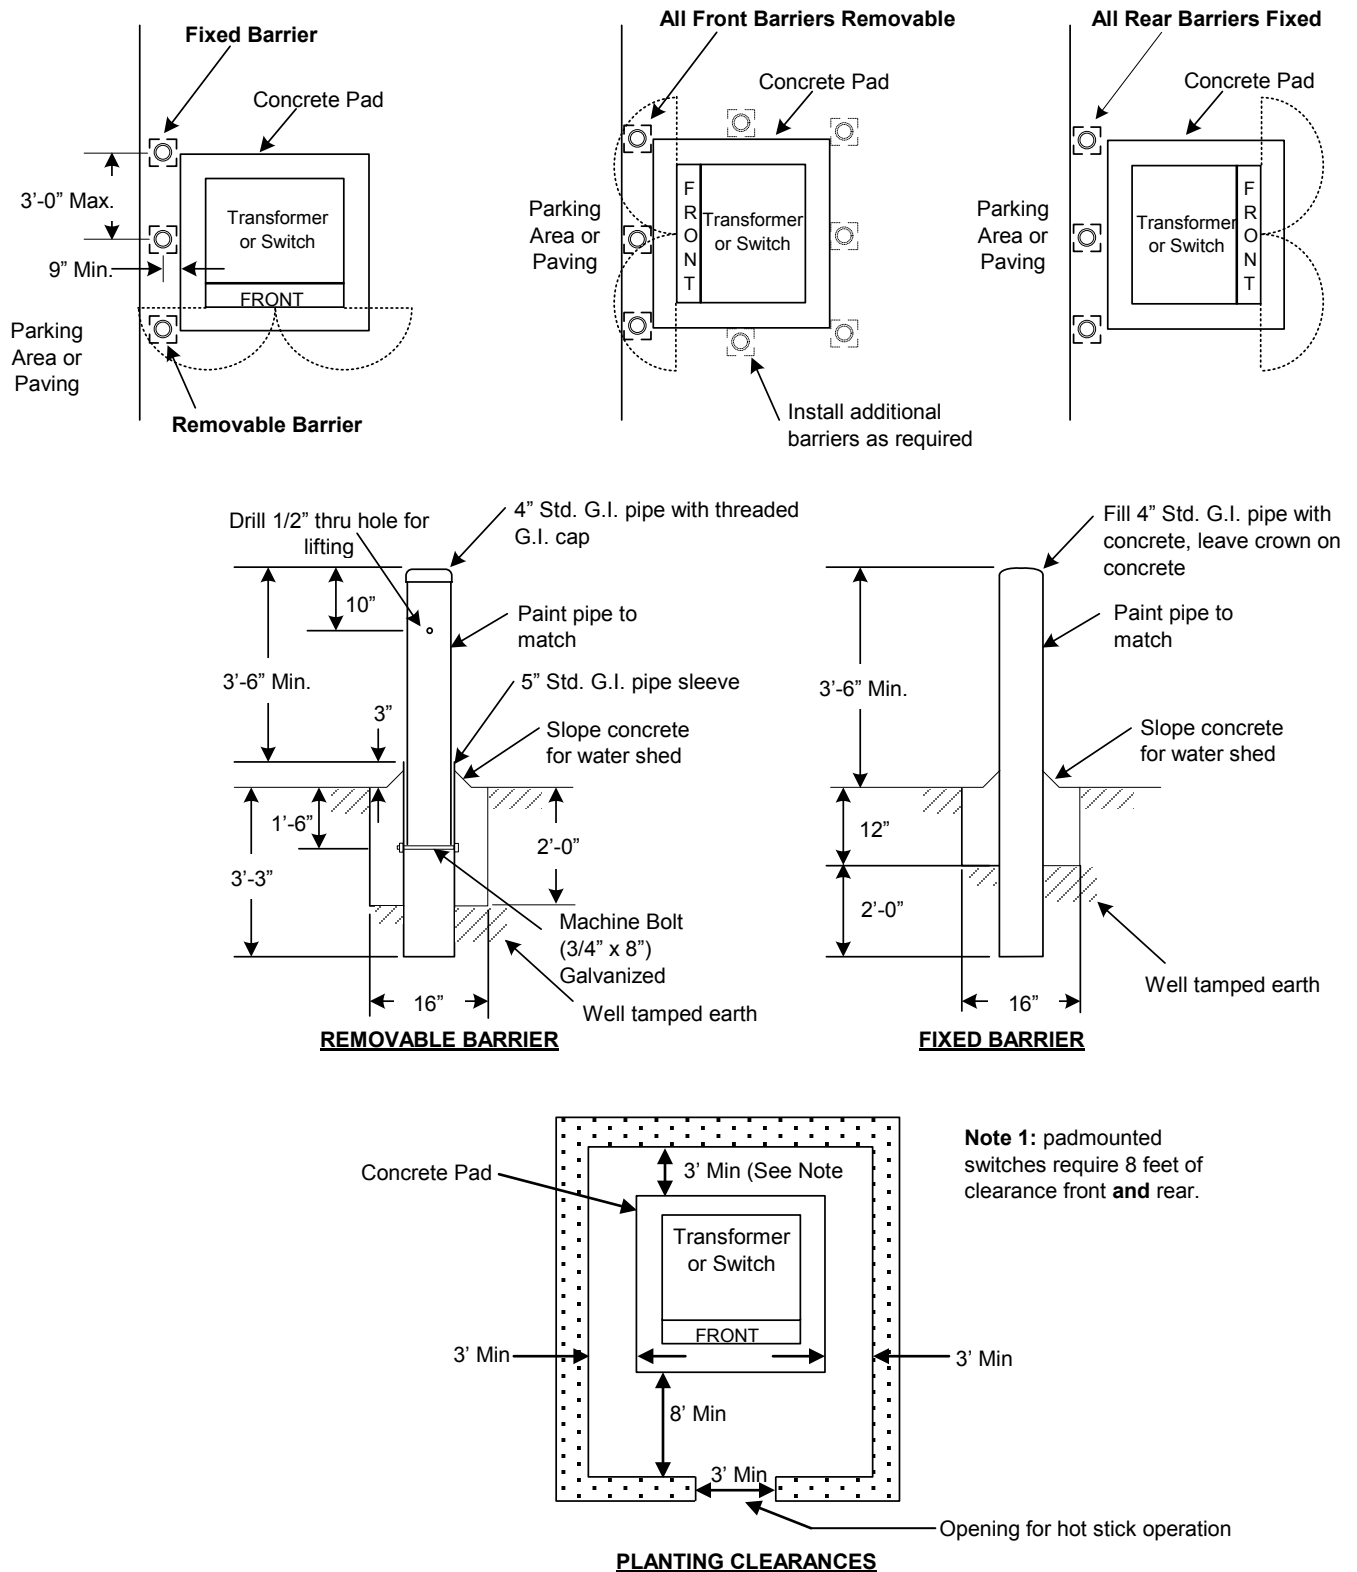 Fixed Barrier
Concrete Pad
3’-0” Max.
Transformer
or Switch
9” Min.
FRONT
Parking
Area or
Paving
Removable Barrier
All Front Barriers Removable
Concrete Pad
Parking
Area or
Paving
F
R
O
N
T
Transformer
or Switch
Install additional
barriers as required
All Rear Barriers Fixed
Concrete Pad
Parking
Area or
Paving
Transformer
or Switch
F
R
O
N
T
Drill 1/2” thru hole for
lifting
4” Std. G.I. pipe with threaded
G.I. cap
10”
Paint pipe to
match
3’-6” Min.
5” Std. G.I. pipe sleeve
3”
Slope concrete
for water shed
1’-6”
2’-0”
3’-3”
Machine Bolt
(3/4” x 8”)
Galvanized
16”
Well tamped earth
REMOVABLE BARRIER
Fill 4” Std. G.I. pipe with
concrete, leave crown on
concrete
Paint pipe to
match
3’-6” Min.
Slope concrete
for water shed
12”
2’-0”
Well tamped earth
16”
FIXED BARRIER
Concrete Pad
3’ Min (See Note
Note 1: padmounted
switches require 8 feet of
clearance front and rear.
Transformer
or Switch
FRONT
3’ Min
3’ Min
8’ Min
3’ Min
Opening for hot stick operation
PLANTING CLEARANCES